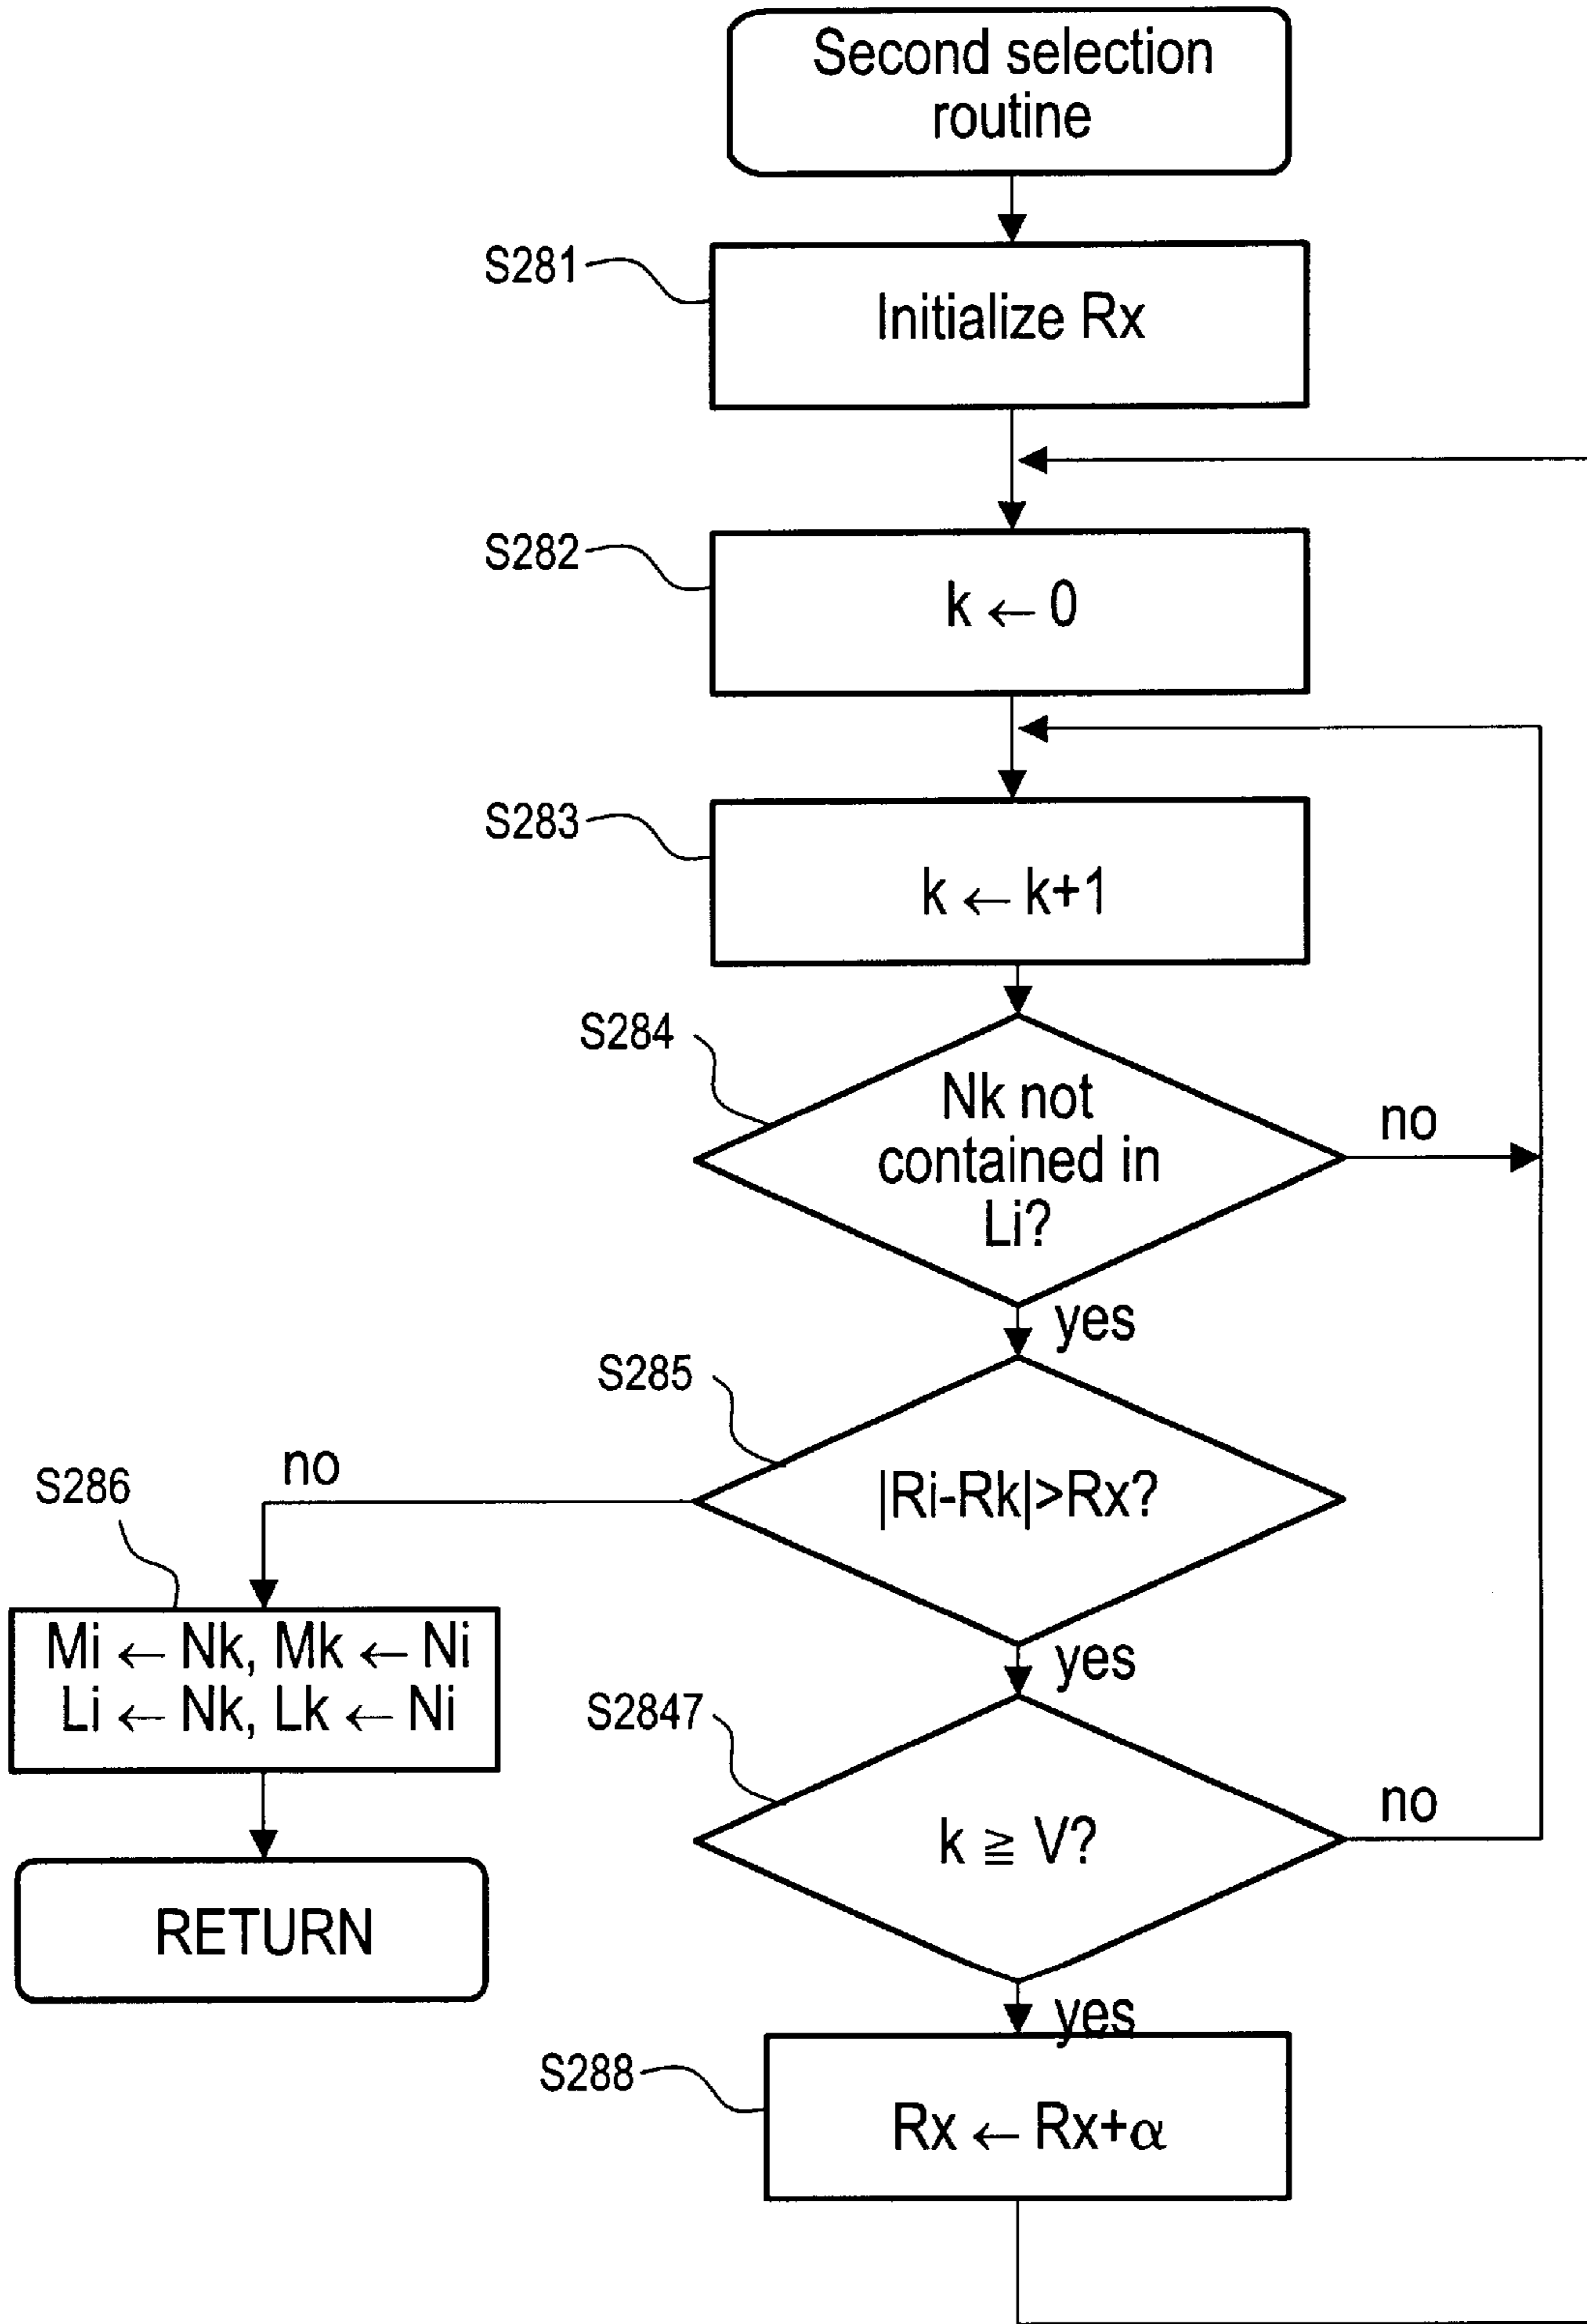 Second selection
routine
S281
Initialize Rx
S282
k ← 0
S283
k ← k+1
S284
Nk not
contained in
Li?
no
yes
S285
|Ri-Rk|>Rx?
no
S286
Mi ← Nk, Mk ← Ni
Li ← Nk, Lk ← Ni
RETURN
yes
S2847
k ≧ V?
no
yes
S288
Rx ← Rx+α